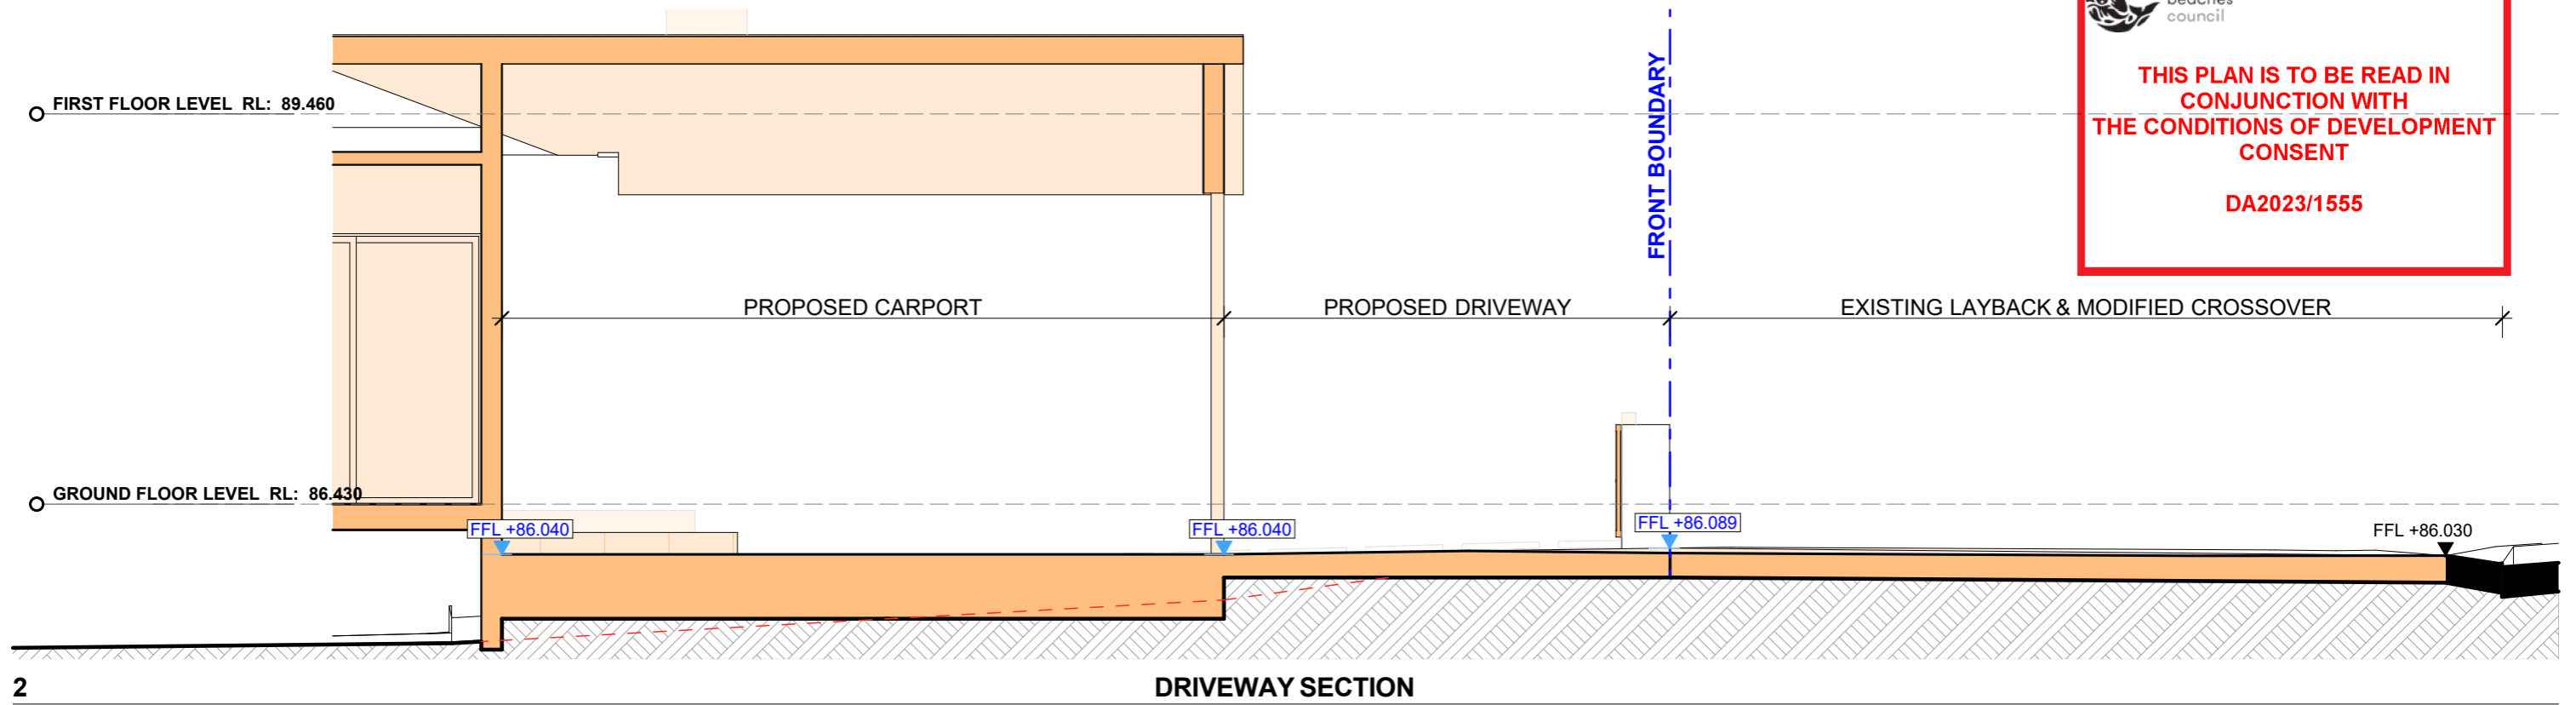 beaches
council
THIS PLAN IS TO BE READ IN
CONJUNCTION WITH
THE CONDITIONS OF DEVELOPMENT
CONSENT
DA2023/1555
FRONT BOUNDARY
FIRST FLOOR LEVEL RL: 89.460
PROPOSED CARPORT
PROPOSED DRIVEWAY
EXISTING LAYBACK & MODIFIED CROSSOVER
GROUND FLOOR LEVEL RL: 86.430
FFL +86.040
FFL +86.040
FFL +86.089
FFL +86.030
2
DRIVEWAY SECTION